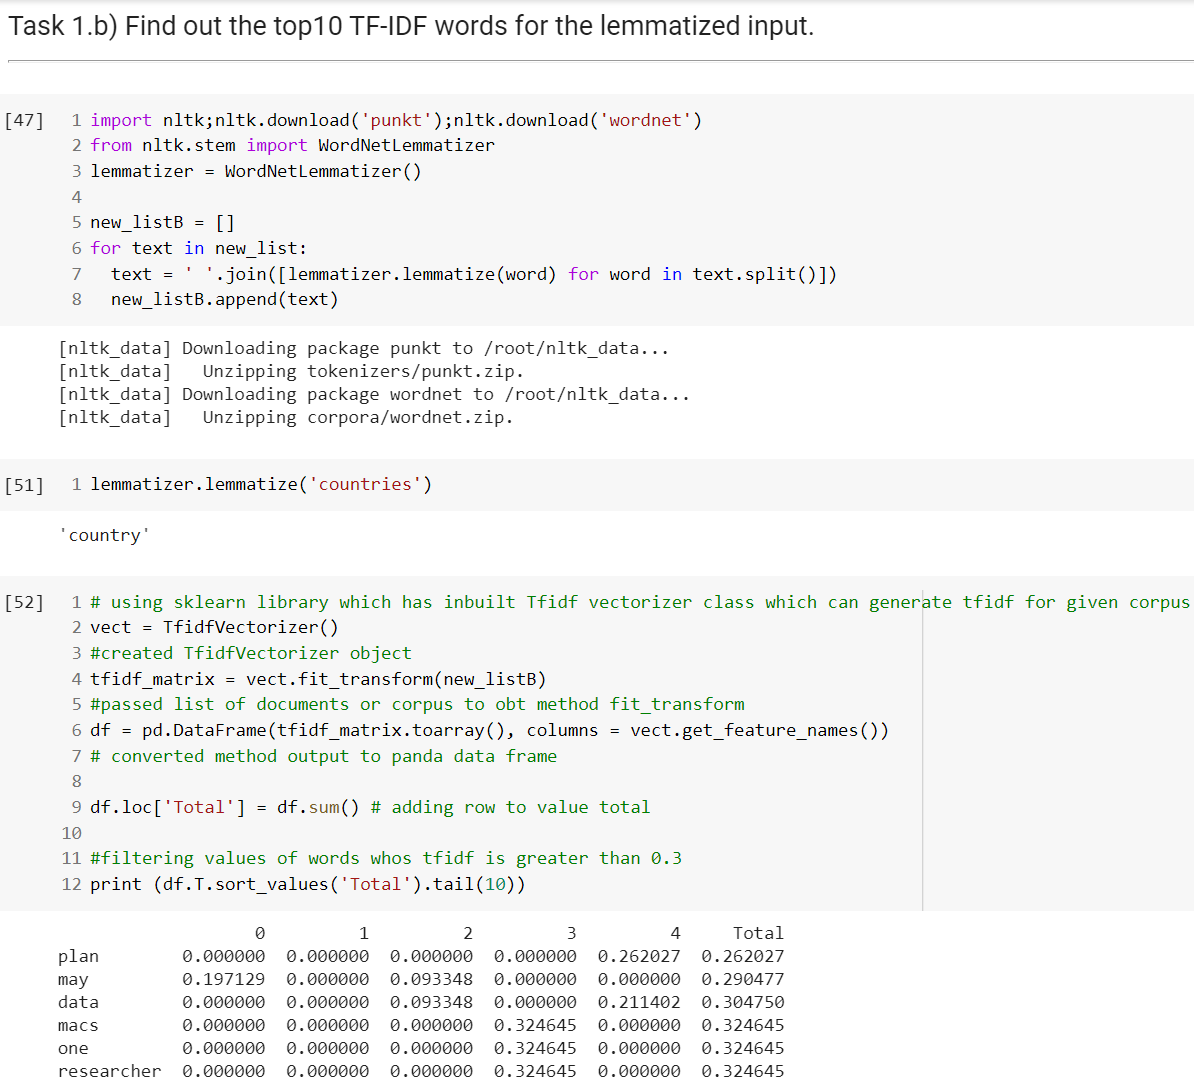 Task 1.b) Find out the top10 TF-IDF words for the lemmatized input.
[47] 1 import nltk;nltk.download('punkt');nltk.download('wordnet')
2 from nltk.stem import WordNetLemmatizer
3 lemmatizer = WordNetLemmatizer()
4
5 new_listB = []
6 for text in new_list:
7   text = ' '.join([lemmatizer.lemmatize(word) for word in text.split()])
8   new_listB.append(text)
[nltk_data] Downloading package punkt to /root/nltk_data...
[nltk_data]   Unzipping tokenizers/punkt.zip.
[nltk_data] Downloading package wordnet to /root/nltk_data...
[nltk_data]   Unzipping corpora/wordnet.zip.
[51] 1 lemmatizer.lemmatize('countries')
'country'
[52] 1 # using sklearn library which has inbuilt Tfidf vectorizer class which can generate tfidf for given corpus
2 vect = TfidfVectorizer()
3 #created TfidfVectorizer object
4 tfidf_matrix = vect.fit_transform(new_listB)
5 #passed list of documents or corpus to obt method fit_transform
6 df = pd.DataFrame(tfidf_matrix.toarray(), columns = vect.get_feature_names())
7 # converted method output to panda data frame
8
9 df.loc['Total'] = df.sum() # adding row to value total
10
11 #filtering values of words whos tfidf is greater than 0.3
12 print (df.T.sort_values('Total').tail(10))
0 1 2 3 4 Total
plan 0.000000 0.000000 0.000000 0.000000 0.262027 0.262027
may 0.197129 0.000000 0.093348 0.000000 0.000000 0.290477
data 0.000000 0.000000 0.093348 0.000000 0.211402 0.304750
macs 0.000000 0.000000 0.000000 0.324645 0.000000 0.324645
one 0.000000 0.000000 0.000000 0.324645 0.000000 0.324645
researcher 0.000000 0.000000 0.000000 0.324645 0.000000 0.324645